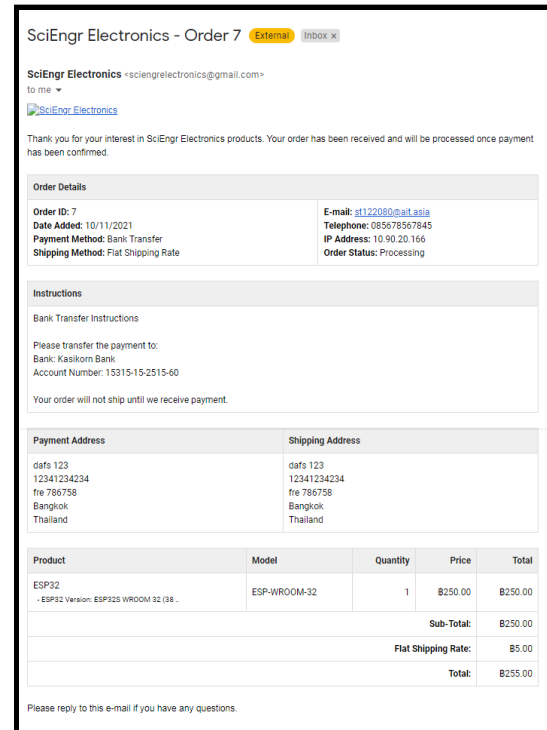 SciEngr Electronics - Order 7 External Inbox x
SciEngr Electronics <sciengrelectronics@gmail.com>
to me
SciEngr Electronics
Thank you for your interest in SciEngr Electronics products. Your order has been received and will be processed once payment
has been confirmed.
Order Details
Order ID: 7
Date Added: 10/11/2021
Payment Method: Bank Transfer
Shipping Method: Flat Shipping Rate
E-mail: st122080@ait.asia
Telephone: 085678567845
IP Address: 10.90.20.166
Order Status: Processing
Instructions
Bank Transfer Instructions
Please transfer the payment to:
Bank: Kasikorn Bank
Account Number: 15315-15-2515-60
Your order will not ship until we receive payment.
Payment Address
dafs 123
12341234234
fre 786758
Bangkok
Thailand
Shipping Address
dafs 123
12341234234
fre 786758
Bangkok
Thailand
Product Model Quantity Price Total
ESP32
- ESP32 Version: ESP32S WROOM 32 (38 ..
ESP-WROOM-32 1 ฿250.00 ฿250.00
Sub-Total: ฿250.00
Flat Shipping Rate: ฿5.00
Total: ฿255.00
Please reply to this e-mail if you have any questions.